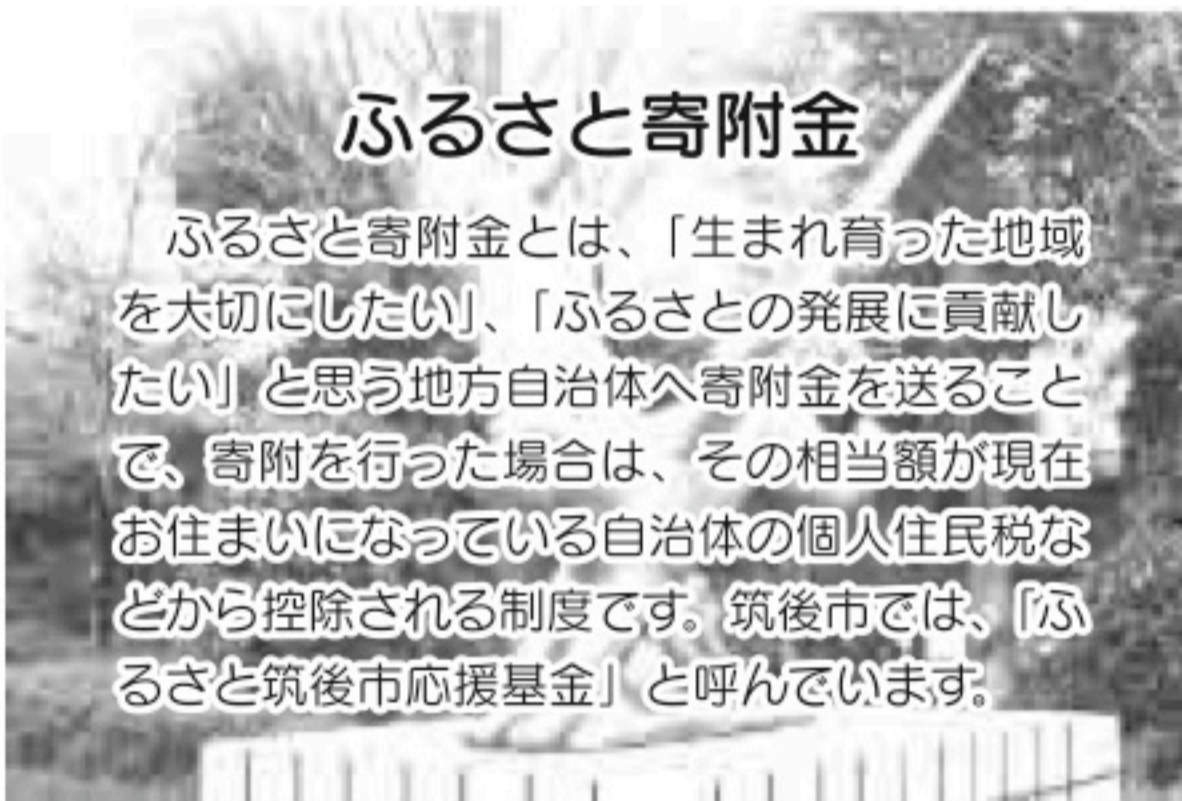 ふるさと寄附金
ふるさと寄附金とは、「生まれ育った地域
を大切にしたい」、「ふるさとの発展に貢献し
たい」と思う地方自治体へ寄附金を送ること
で、寄附を行った場合は、その相当額が現在
お住まいになっている自治体の個人住民税な
どから控除される制度です。筑後市では、「ふ
るさと筑後市応援基金」と呼んでいます。